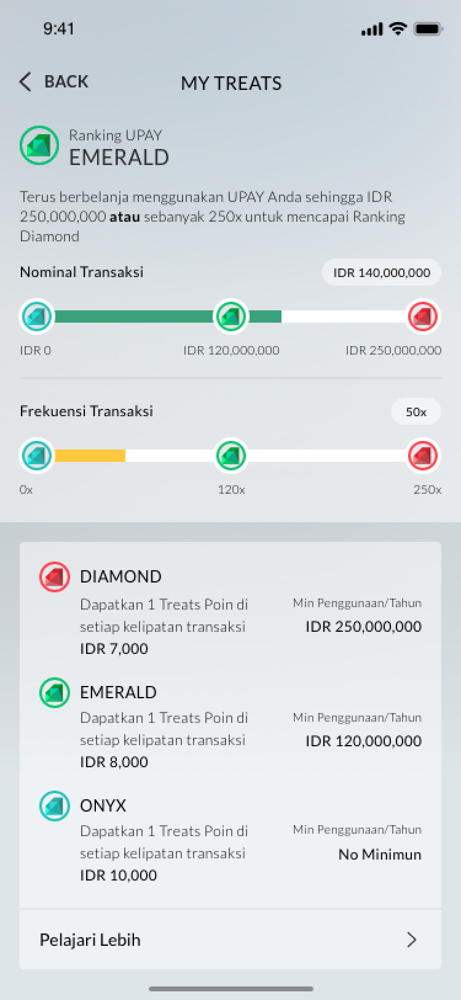 9:41
BACK
MY TREATS
Ranking UPAY
EMERALD
Terus berbelanja menggunakan UPAY Anda sehingga IDR
250,000,000 atau sebanyak 250x untuk mencapai Ranking
Diamond
Nominal Transaksi
IDR 140,000,000
IDR 0
IDR 120,000,000
IDR 250,000,000
Frekuensi Transaksi
50x
0x
120x
250x
DIAMOND
Dapatkan 1 Treats Poin di
setiap kelipatan transaksi
IDR 7,000
Min Penggunaan/Tahun
IDR 250,000,000
EMERALD
Dapatkan 1 Treats Poin di
setiap kelipatan transaksi
IDR 8,000
Min Penggunaan/Tahun
IDR 120,000,000
ONYX
Dapatkan 1 Treats Poin di
setiap kelipatan transaksi
IDR 10,000
Min Penggunaan/Tahun
No Minimun
Pelajari Lebih